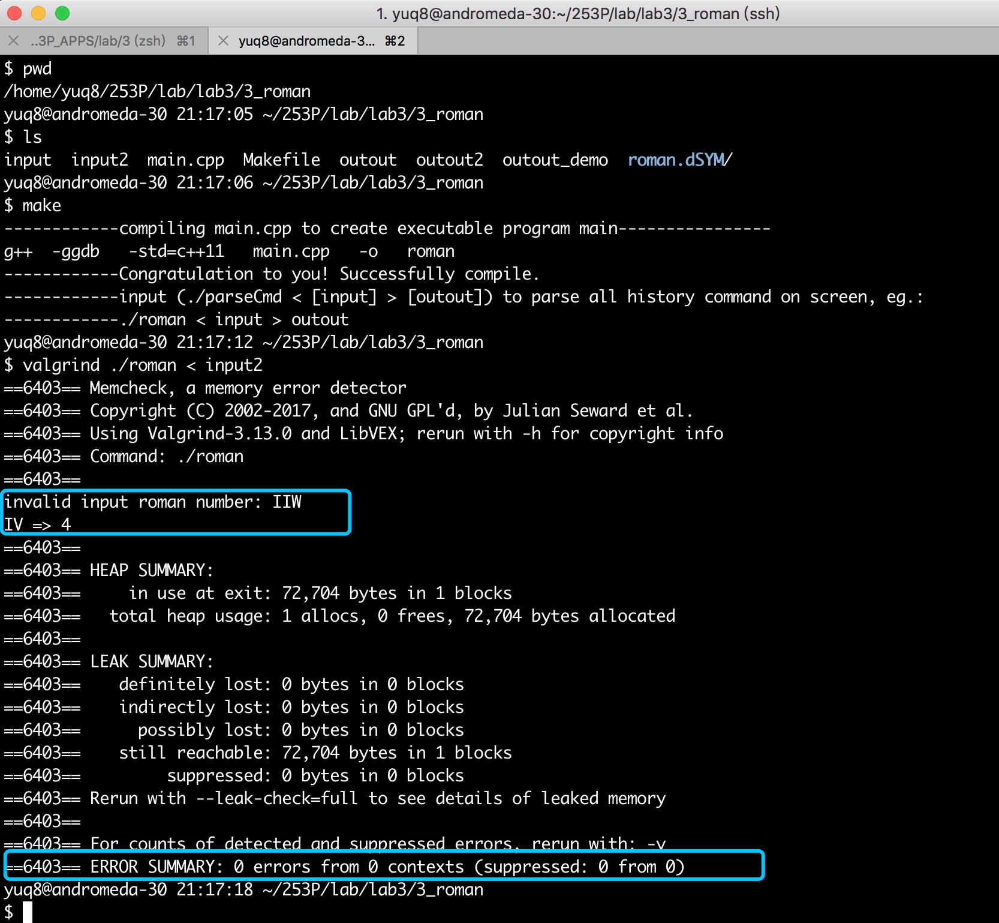 1. yuq8@andromeda-30:~/253P/lab/lab3/3_roman (ssh)
..3P_APPS/lab/3 (zsh) ⌘1 yuq8@andromeda-3... ⌘2
$ pwd
/home/yuq8/253P/lab/lab3/3_roman
yuq8@andromeda-30 21:17:05 ~/253P/lab/lab3/3_roman
$ ls
input  input2  main.cpp  Makefile  outout  outout2  outout_demo  roman.dSYM/
yuq8@andromeda-30 21:17:06 ~/253P/lab/lab3/3_roman
$ make
------------compiling main.cpp to create executable program main----------------
g++  -ggdb   -std=c++11   main.cpp   -o   roman
------------Congratulation to you! Successfully compile.
------------input (./parseCmd < [input] > [outout]) to parse all history command on screen, eg.:
------------./roman < input > outout
yuq8@andromeda-30 21:17:12 ~/253P/lab/lab3/3_roman
$ valgrind ./roman < input2
==6403== Memcheck, a memory error detector
==6403== Copyright (C) 2002-2017, and GNU GPL'd, by Julian Seward et al.
==6403== Using Valgrind-3.13.0 and LibVEX; rerun with -h for copyright info
==6403== Command: ./roman
==6403==
invalid input roman number: IIW
IV => 4
==6403==
==6403== HEAP SUMMARY:
==6403==     in use at exit: 72,704 bytes in 1 blocks
==6403==   total heap usage: 1 allocs, 0 frees, 72,704 bytes allocated
==6403==
==6403== LEAK SUMMARY:
==6403==    definitely lost: 0 bytes in 0 blocks
==6403==    indirectly lost: 0 bytes in 0 blocks
==6403==      possibly lost: 0 bytes in 0 blocks
==6403==    still reachable: 72,704 bytes in 1 blocks
==6403==         suppressed: 0 bytes in 0 blocks
==6403== Rerun with --leak-check=full to see details of leaked memory
==6403==
==6403== For counts of detected and suppressed errors, rerun with: -v
==6403== ERROR SUMMARY: 0 errors from 0 contexts (suppressed: 0 from 0)
yuq8@andromeda-30 21:17:18 ~/253P/lab/lab3/3_roman
$